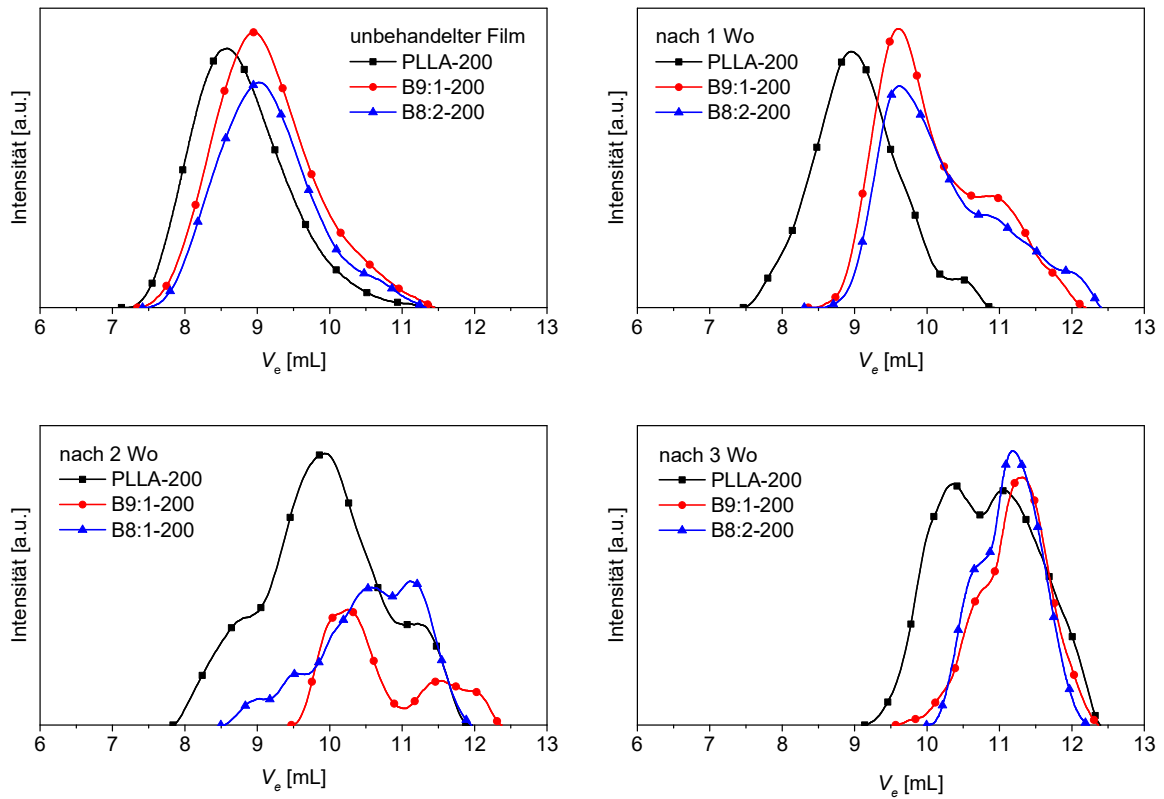 unbehandelter Film
PLLA-200
B9:1-200
B8:2-200
Intensität [a.u.]
6 7 8 9 10 11 12 13
Ve [mL]
nach 1 Wo
PLLA-200
B9:1-200
B8:2-200
Intensität [a.u.]
6 7 8 9 10 11 12 13
Ve [mL]
nach 2 Wo
PLLA-200
B9:1-200
B8:1-200
Intensität [a.u.]
6 7 8 9 10 11 12 13
Ve [mL]
nach 3 Wo
PLLA-200
B9:1-200
B8:2-200
Intensität [a.u.]
6 7 8 9 10 11 12 13
Ve [mL]